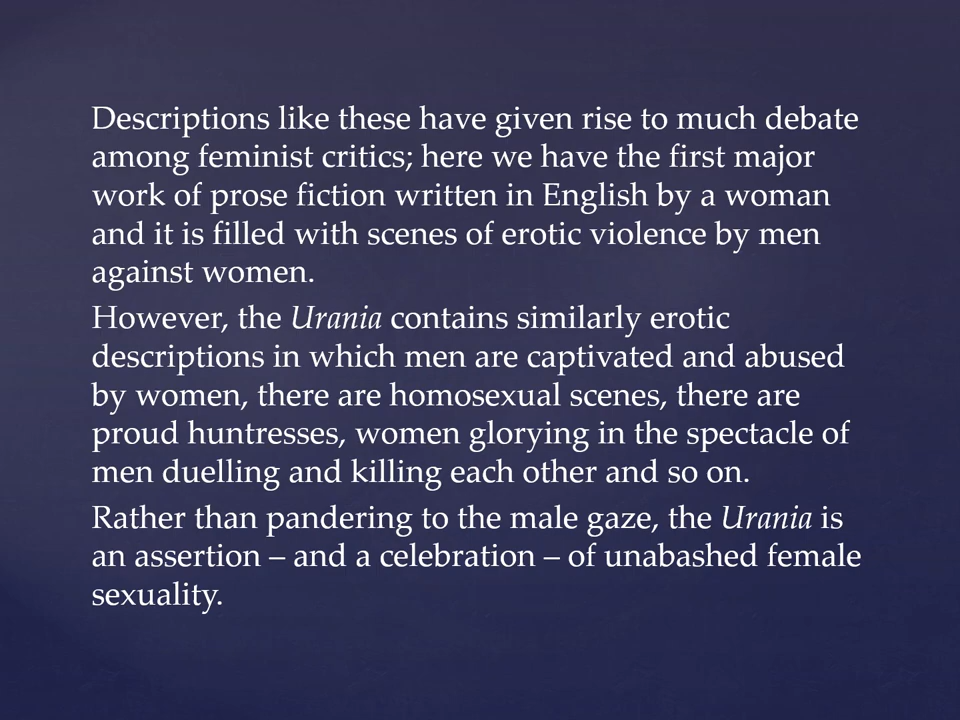 Descriptions like these have given rise to much debate
among feminist critics; here we have the first major
work of prose fiction written in English by a woman
and it is filled with scenes of erotic violence by men
against women.
However, the Urania contains similarly erotic
descriptions in which men are captivated and abused
by women, there are homosexual scenes, there are
proud huntresses, women glorying in the spectacle of
men duelling and killing each other and so on.
Rather than pandering to the male gaze, the Urania is
an assertion – and a celebration – of unabashed female
sexuality.